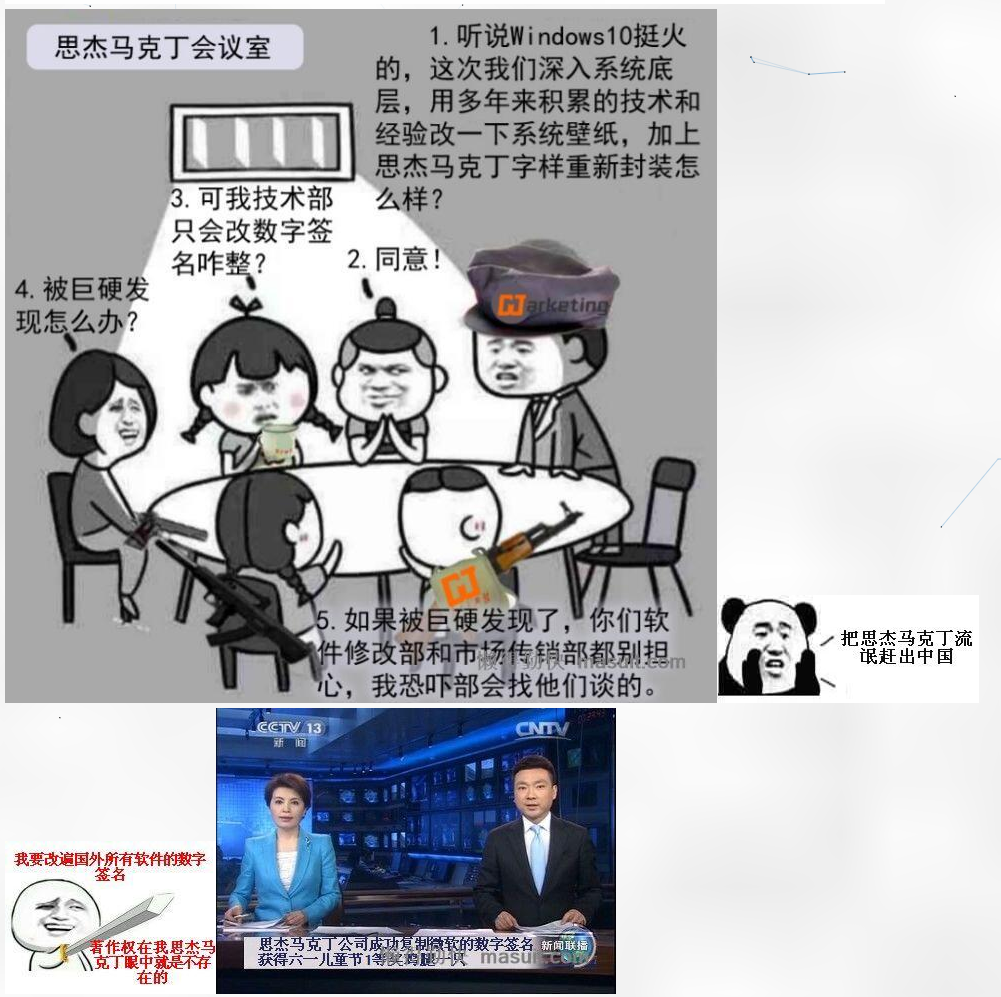 思杰马克丁会议室
1.听说Windows10挺火
的，这次我们深入系统底
层，用多年来积累的技术和
经验改一下系统壁纸，加上
思杰马克丁字样重新封装怎
么样？
3.可我技术部
只会改数字签
名咋整？
2.同意！
4.被巨硬发
现怎么办？
arketing
5.如果被巨硬发现了，你们软
件修改部和市场传销部都别担
心，我恐吓部会找他们谈的。
masuit.com
把思杰马克丁流
氓赶出中国
CCTV 13
新闻
CNTV
我要改遍国外所有软件的数字
签名
著作权在我思杰马
克丁眼中就是不存
在的
思杰马克丁公司成功复制微软的数字签名
获得六一儿童节1等奖
新闻联播
masuit.com